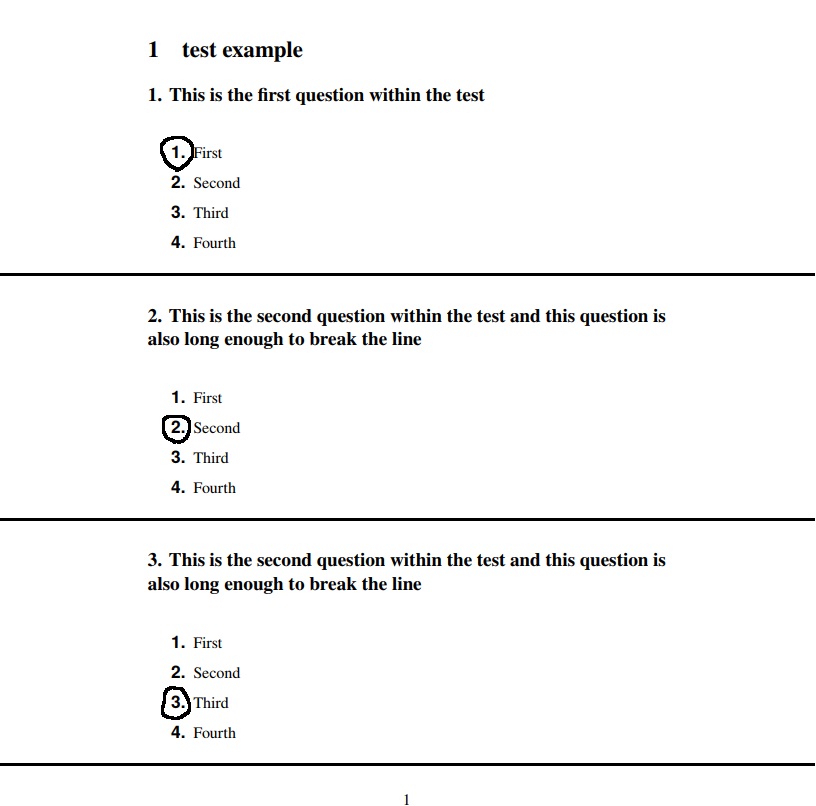 1 test example
1. This is the first question within the test
1. First
2. Second
3. Third
4. Fourth
2. This is the second question within the test and this question is
also long enough to break the line
1. First
2. Second
3. Third
4. Fourth
3. This is the second question within the test and this question is
also long enough to break the line
1. First
2. Second
3. Third
4. Fourth
1